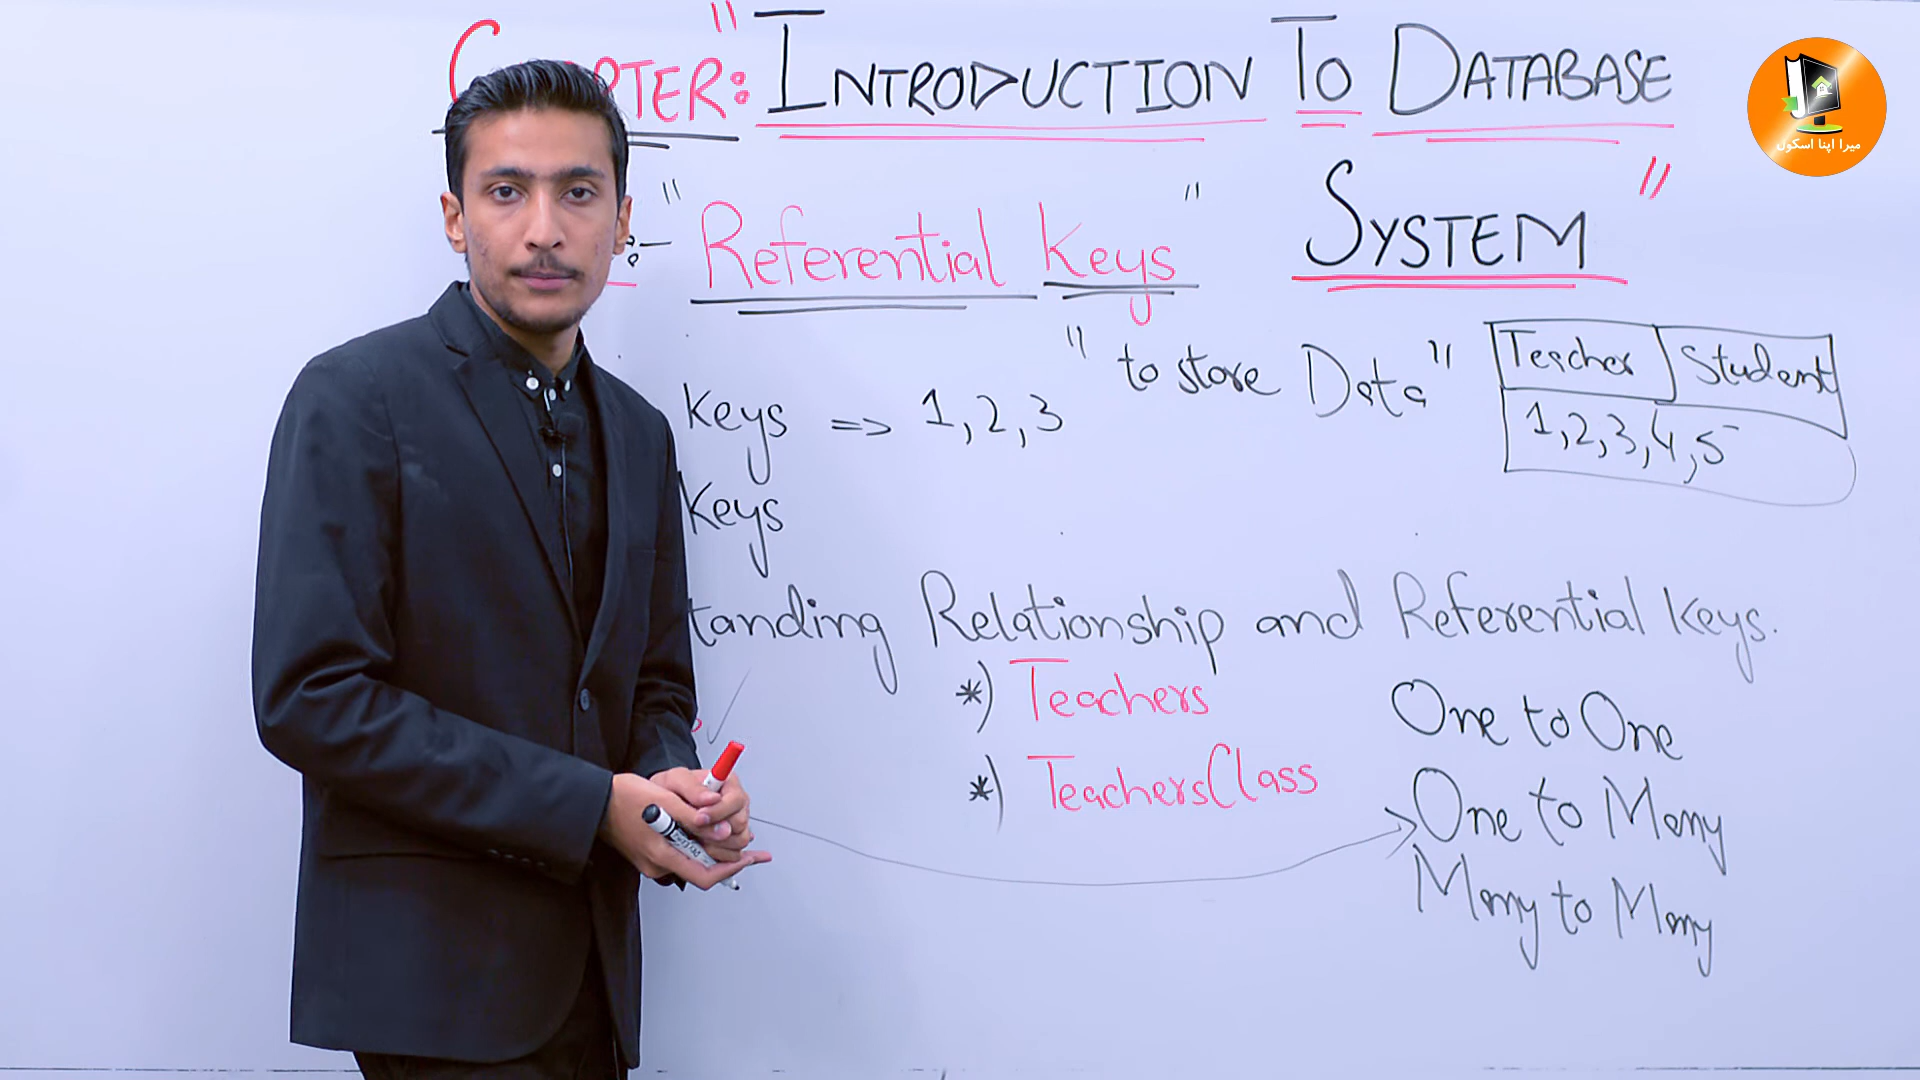 CHAPTER: "INTRODUCTION TO DATABASE
SYSTEM"
:- "Referential Keys"
"to store Data"
Teacher Student
1,2,3,4,5
Keys => 1,2,3
Keys
tanding Relationship and Referential Keys.
*) Teachers
*) TeachersClass
One to One
One to Many
Many to Many
میرا اپنا اسکول